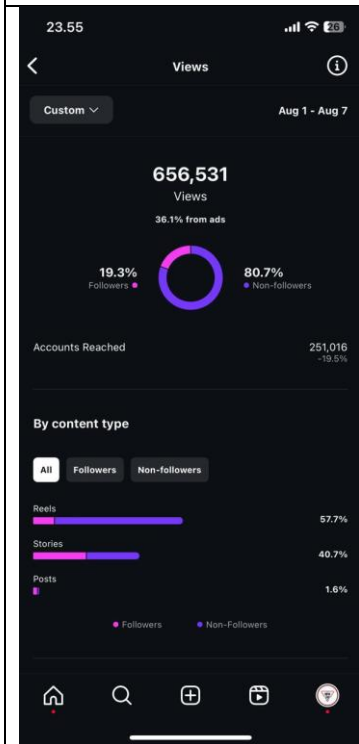 23.55
26
Views
Custom
Aug 1 - Aug 7
656,531
Views
36.1% from ads
19.3%
Followers
80.7%
Non-followers
Accounts Reached
251,016
-19.5%
By content type
All Followers Non-followers
Reels
57.7%
Stories
40.7%
Posts
1.6%
Followers Non-Followers